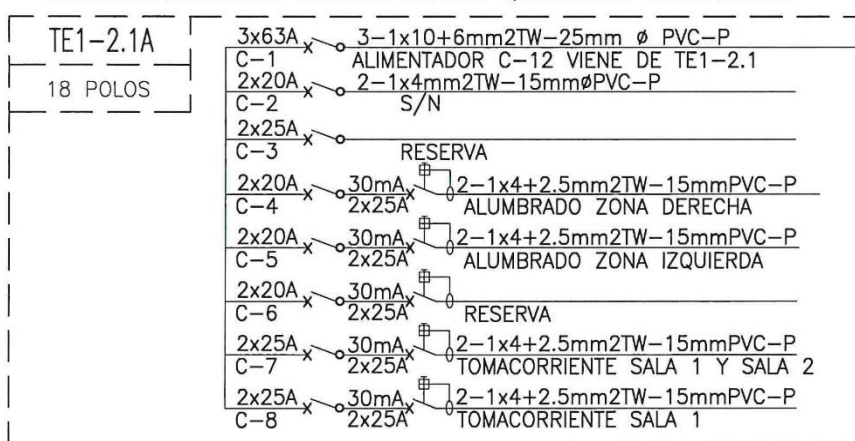 TE1-2.1A
18 POLOS
3x63A 3-1x10+6mm2TW-25mm ø PVC-P
C-1 ALIMENTADOR C-12 VIENE DE TE1-2.1
2x20A 2-1x4mm2TW-15mmøPVC-P
C-2 S/N
2x25A
C-3 RESERVA
2x20A 30mA 2-1x4+2.5mm2TW-15mmPVC-P
C-4 2x25A ALUMBRADO ZONA DERECHA
2x20A 30mA 2-1x4+2.5mm2TW-15mmPVC-P
C-5 2x25A ALUMBRADO ZONA IZQUIERDA
2x20A 30mA
C-6 2x25A RESERVA
2x25A 30mA 2-1x4+2.5mm2TW-15mmPVC-P
C-7 2x25A TOMACORRIENTE SALA 1 Y SALA 2
2x25A 30mA 2-1x4+2.5mm2TW-15mmPVC-P
C-8 2x25A TOMACORRIENTE SALA 1